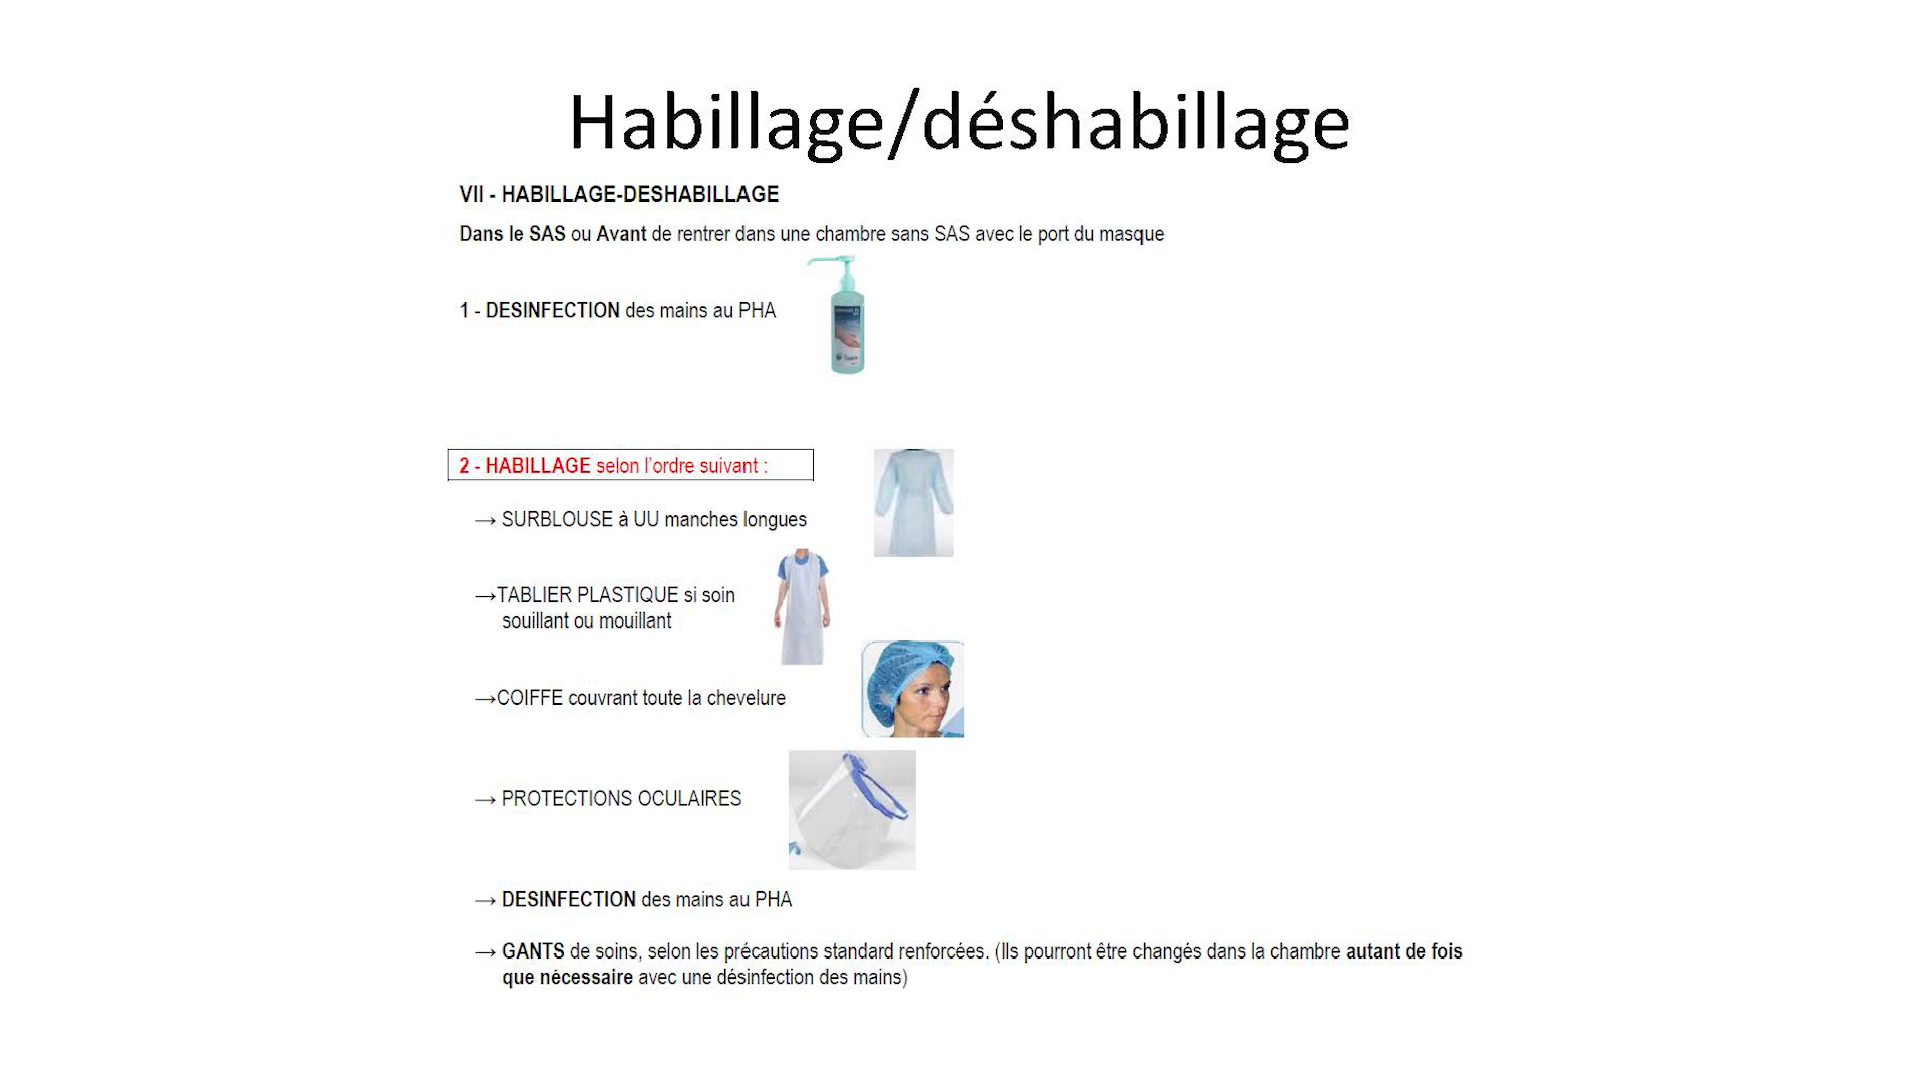 Habillage/déshabillage
VII - HABILLAGE-DESHABILLAGE
Dans le SAS ou Avant de rentrer dans une chambre sans SAS avec le port du masque
1 - DESINFECTION des mains au PHA
2 - HABILLAGE selon l'ordre suivant :
→ SURBLOUSE à UU manches longues
→TABLIER PLASTIQUE si soin
souillant ou mouillant
→COIFFE couvrant toute la chevelure
→ PROTECTIONS OCULAIRES
→ DESINFECTION des mains au PHA
→ GANTS de soins, selon les précautions standard renforcées. (Ils pourront être changés dans la chambre autant de fois
que nécessaire avec une désinfection des mains)